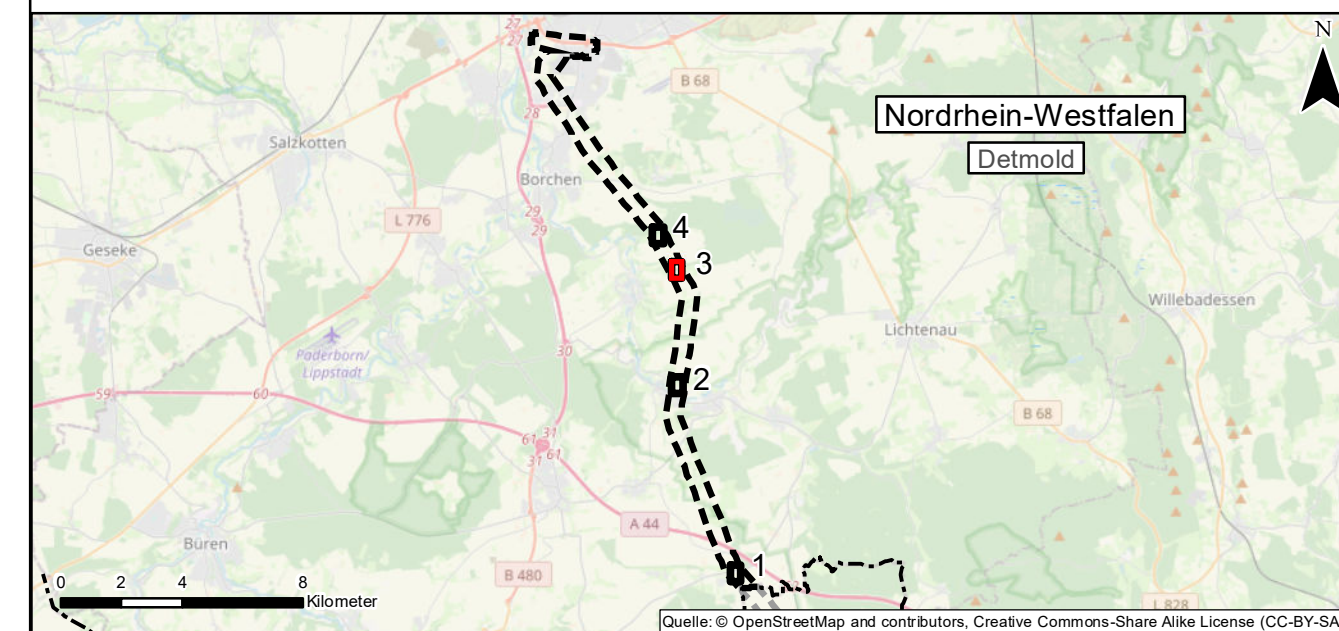 27
27
B 68
N
Nordrhein-Westfalen
28
Salzkotten
Detmold
Borchen
29
29
L 776
4
Geseke
3
Willebadessen
Lichtenau
30
Paderborn/
Lippstadt
2
59
60
B 68
61 31
31 61
A 44
Büren
1
B 480
0 2 4 8
Kilometer
L 828
Quelle: © OpenStreetMap and contributors, Creative Commons-Share Alike License (CC-BY-SA